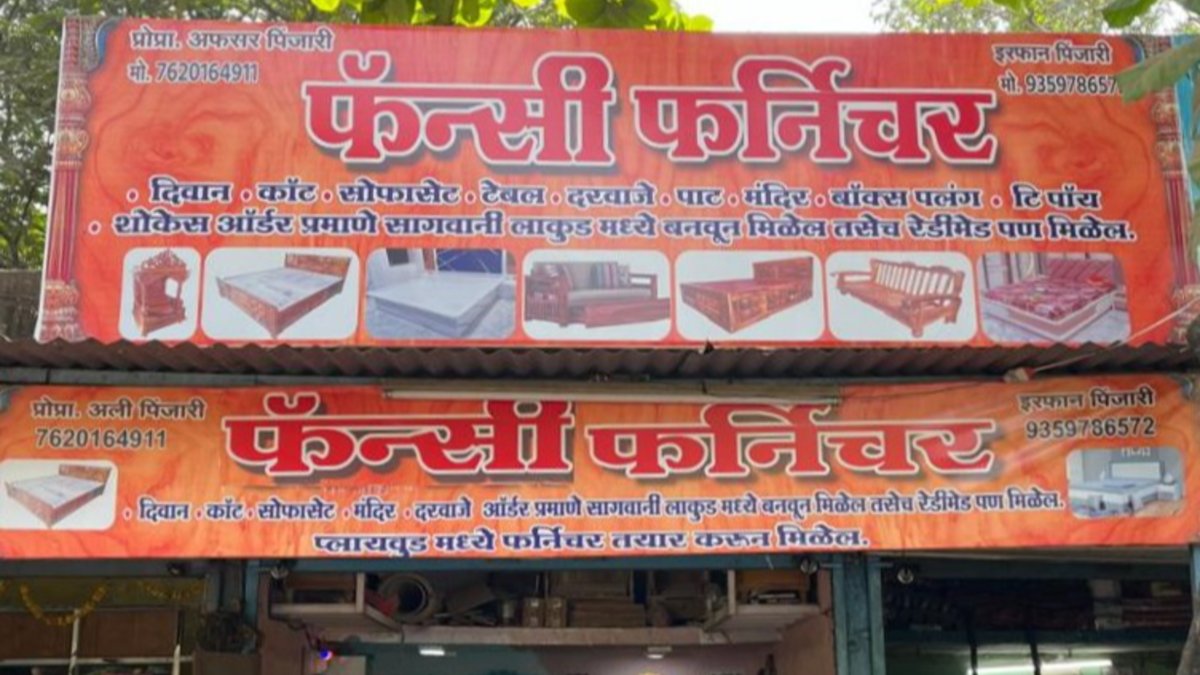 प्रोप्रा. अफसर पिंजारी
मो. 7620164911
इरफान पिंजारी
मो. 935978657
फॅन्सी फर्निचर
• दिवान • कॉट • सोफासेट • टेबल • दरवाजे • पाट • मंदिर • बॉक्स पलंग • टि पॉय
• शोकेस ऑर्डर प्रमाणे सागवानी लाकुड मध्ये बनवून मिळेल तसेच रेडीमेड पण मिळेल.
प्रोप्रा. अली पिंजारी
7620164911
फॅन्सी फर्निचर
इरफान पिंजारी
9359786572
• दिवान • कॉट • सोफासेट • मंदिर • दरवाजे ऑर्डर प्रमाणे सागवानी लाकुड मध्ये बनवून मिळेल तसेच रेडीमेड पण मिळेल.
प्लायवुड मध्ये फर्निचर तयार करून मिळेल.